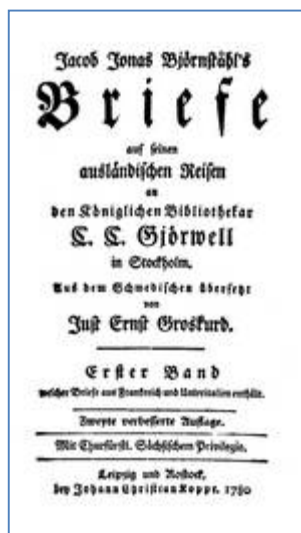 Jacob Jonas Björnståhl's
Briefe
auf seinen
ausländischen Reisen
an
den Königlichen Bibliothekar
C. C. Gjörwell
in Stockholm.
Aus dem Schwedischen übersetzt
von
Just Ernst Groskurd.
Erster Band
welcher Briefe aus Frankreich und Unteritalien enthält.
Zweyte verbesserte Auflage.
Mit Churfürstl. Sächsischem Privilegio.
Leipzig und Rostock,
bey Johann Christian Koppe. 1780